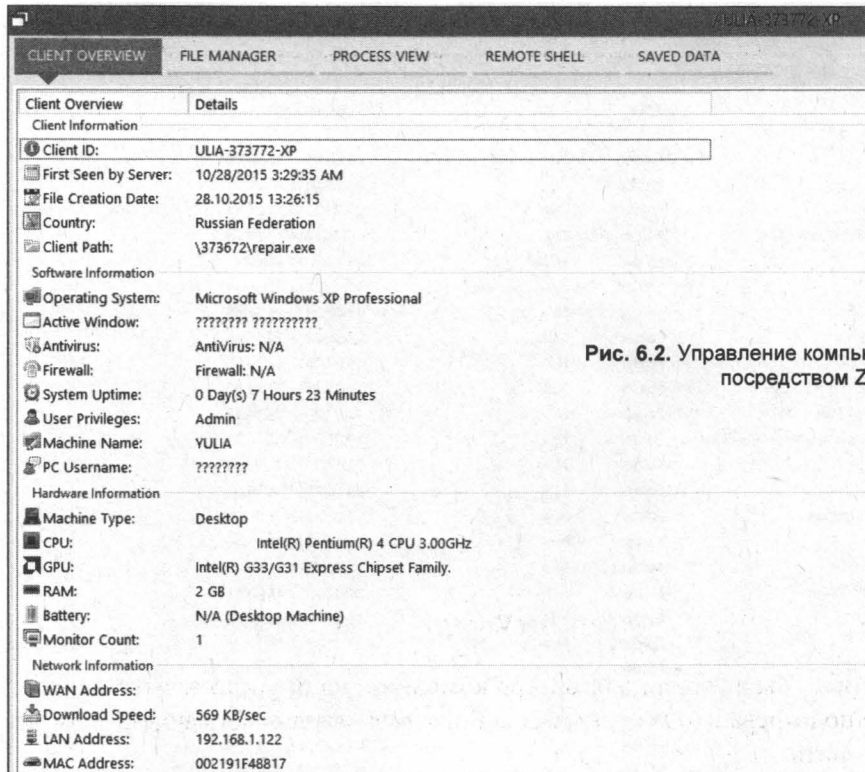 ULIA-373772-XP
CLIENT OVERVIEW FILE MANAGER PROCESS VIEW REMOTE SHELL SAVED DATA
Client Overview Details
Client Information
Client ID: ULIA-373772-XP
First Seen by Server: 10/28/2015 3:29:35 AM
File Creation Date: 28.10.2015 13:26:15
Country: Russian Federation
Client Path: \373672\repair.exe
Software Information
Operating System: Microsoft Windows XP Professional
Active Window: ???????? ??????????
Antivirus: AntiVirus: N/A
Firewall: Firewall: N/A
System Uptime: 0 Day(s) 7 Hours 23 Minutes
User Privileges: Admin
Machine Name: YULIA
PC Username: ????????
Hardware Information
Machine Type: Desktop
CPU: Intel(R) Pentium(R) 4 CPU 3.00GHz
GPU: Intel(R) G33/G31 Express Chipset Family.
RAM: 2 GB
Battery: N/A (Desktop Machine)
Monitor Count: 1
Network Information
WAN Address:
Download Speed: 569 KB/sec
LAN Address: 192.168.1.122
MAC Address: 002191F48817
Рис. 6.2. Управление компь
посредством Z